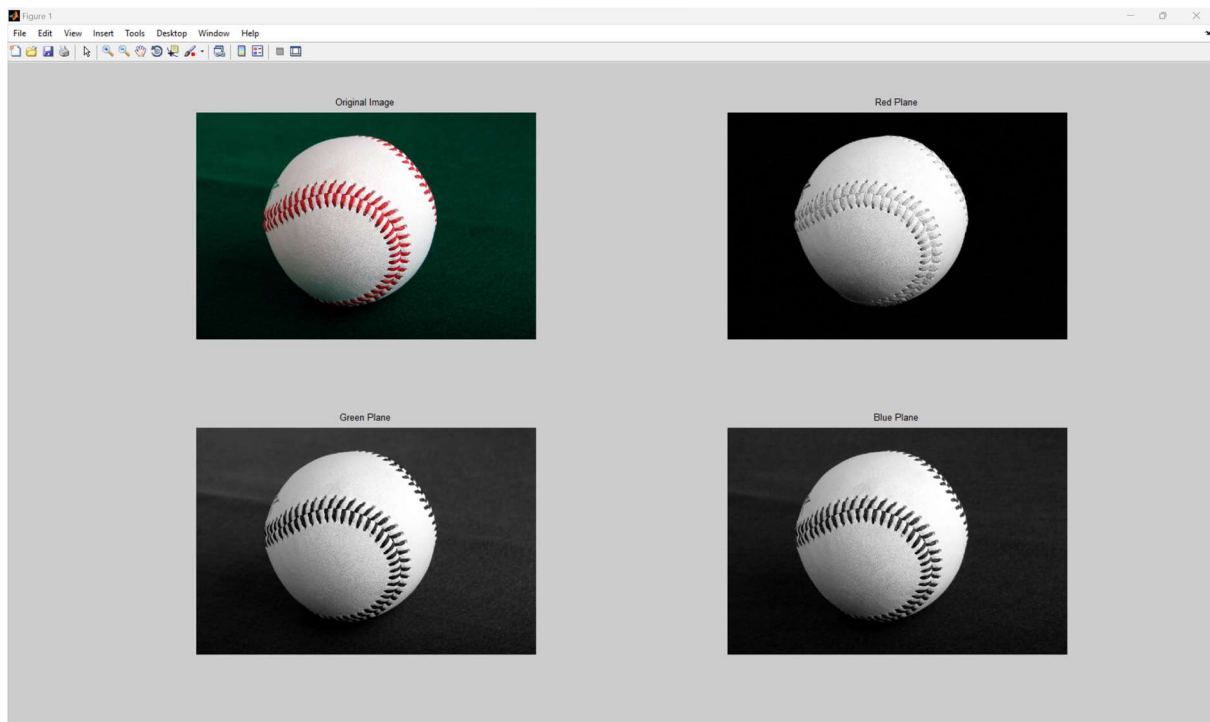 Figure 1
File Edit View Insert Tools Desktop Window Help
Original Image
Red Plane
Green Plane
Blue Plane